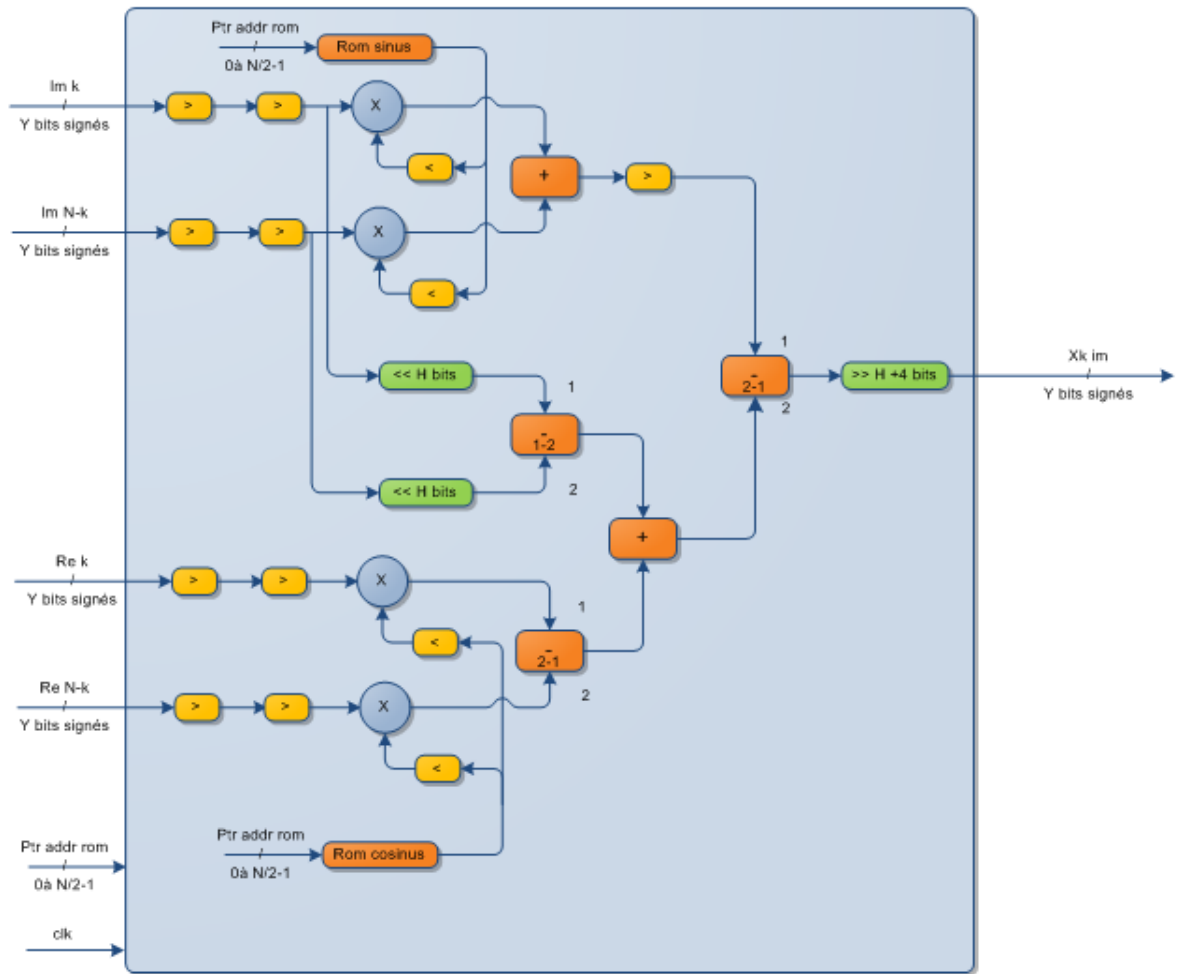 Ptr addr rom
Rom sinus
0à N/2-1
Im k
>
>
X
Y bits signés
<
+
>
Im N-k
>
>
X
Y bits signés
<
1
<< H bits
1
-
2-1
>> H +4 bits
Xk im
Y bits signés
2
-
1-2
<< H bits
2
+
Re k
>
>
X
Y bits signés
1
<
-
2-1
Re N-k
2
>
>
X
Y bits signés
<
Ptr addr rom
Rom cosinus
0à N/2-1
Ptr addr rom
0à N/2-1
clk